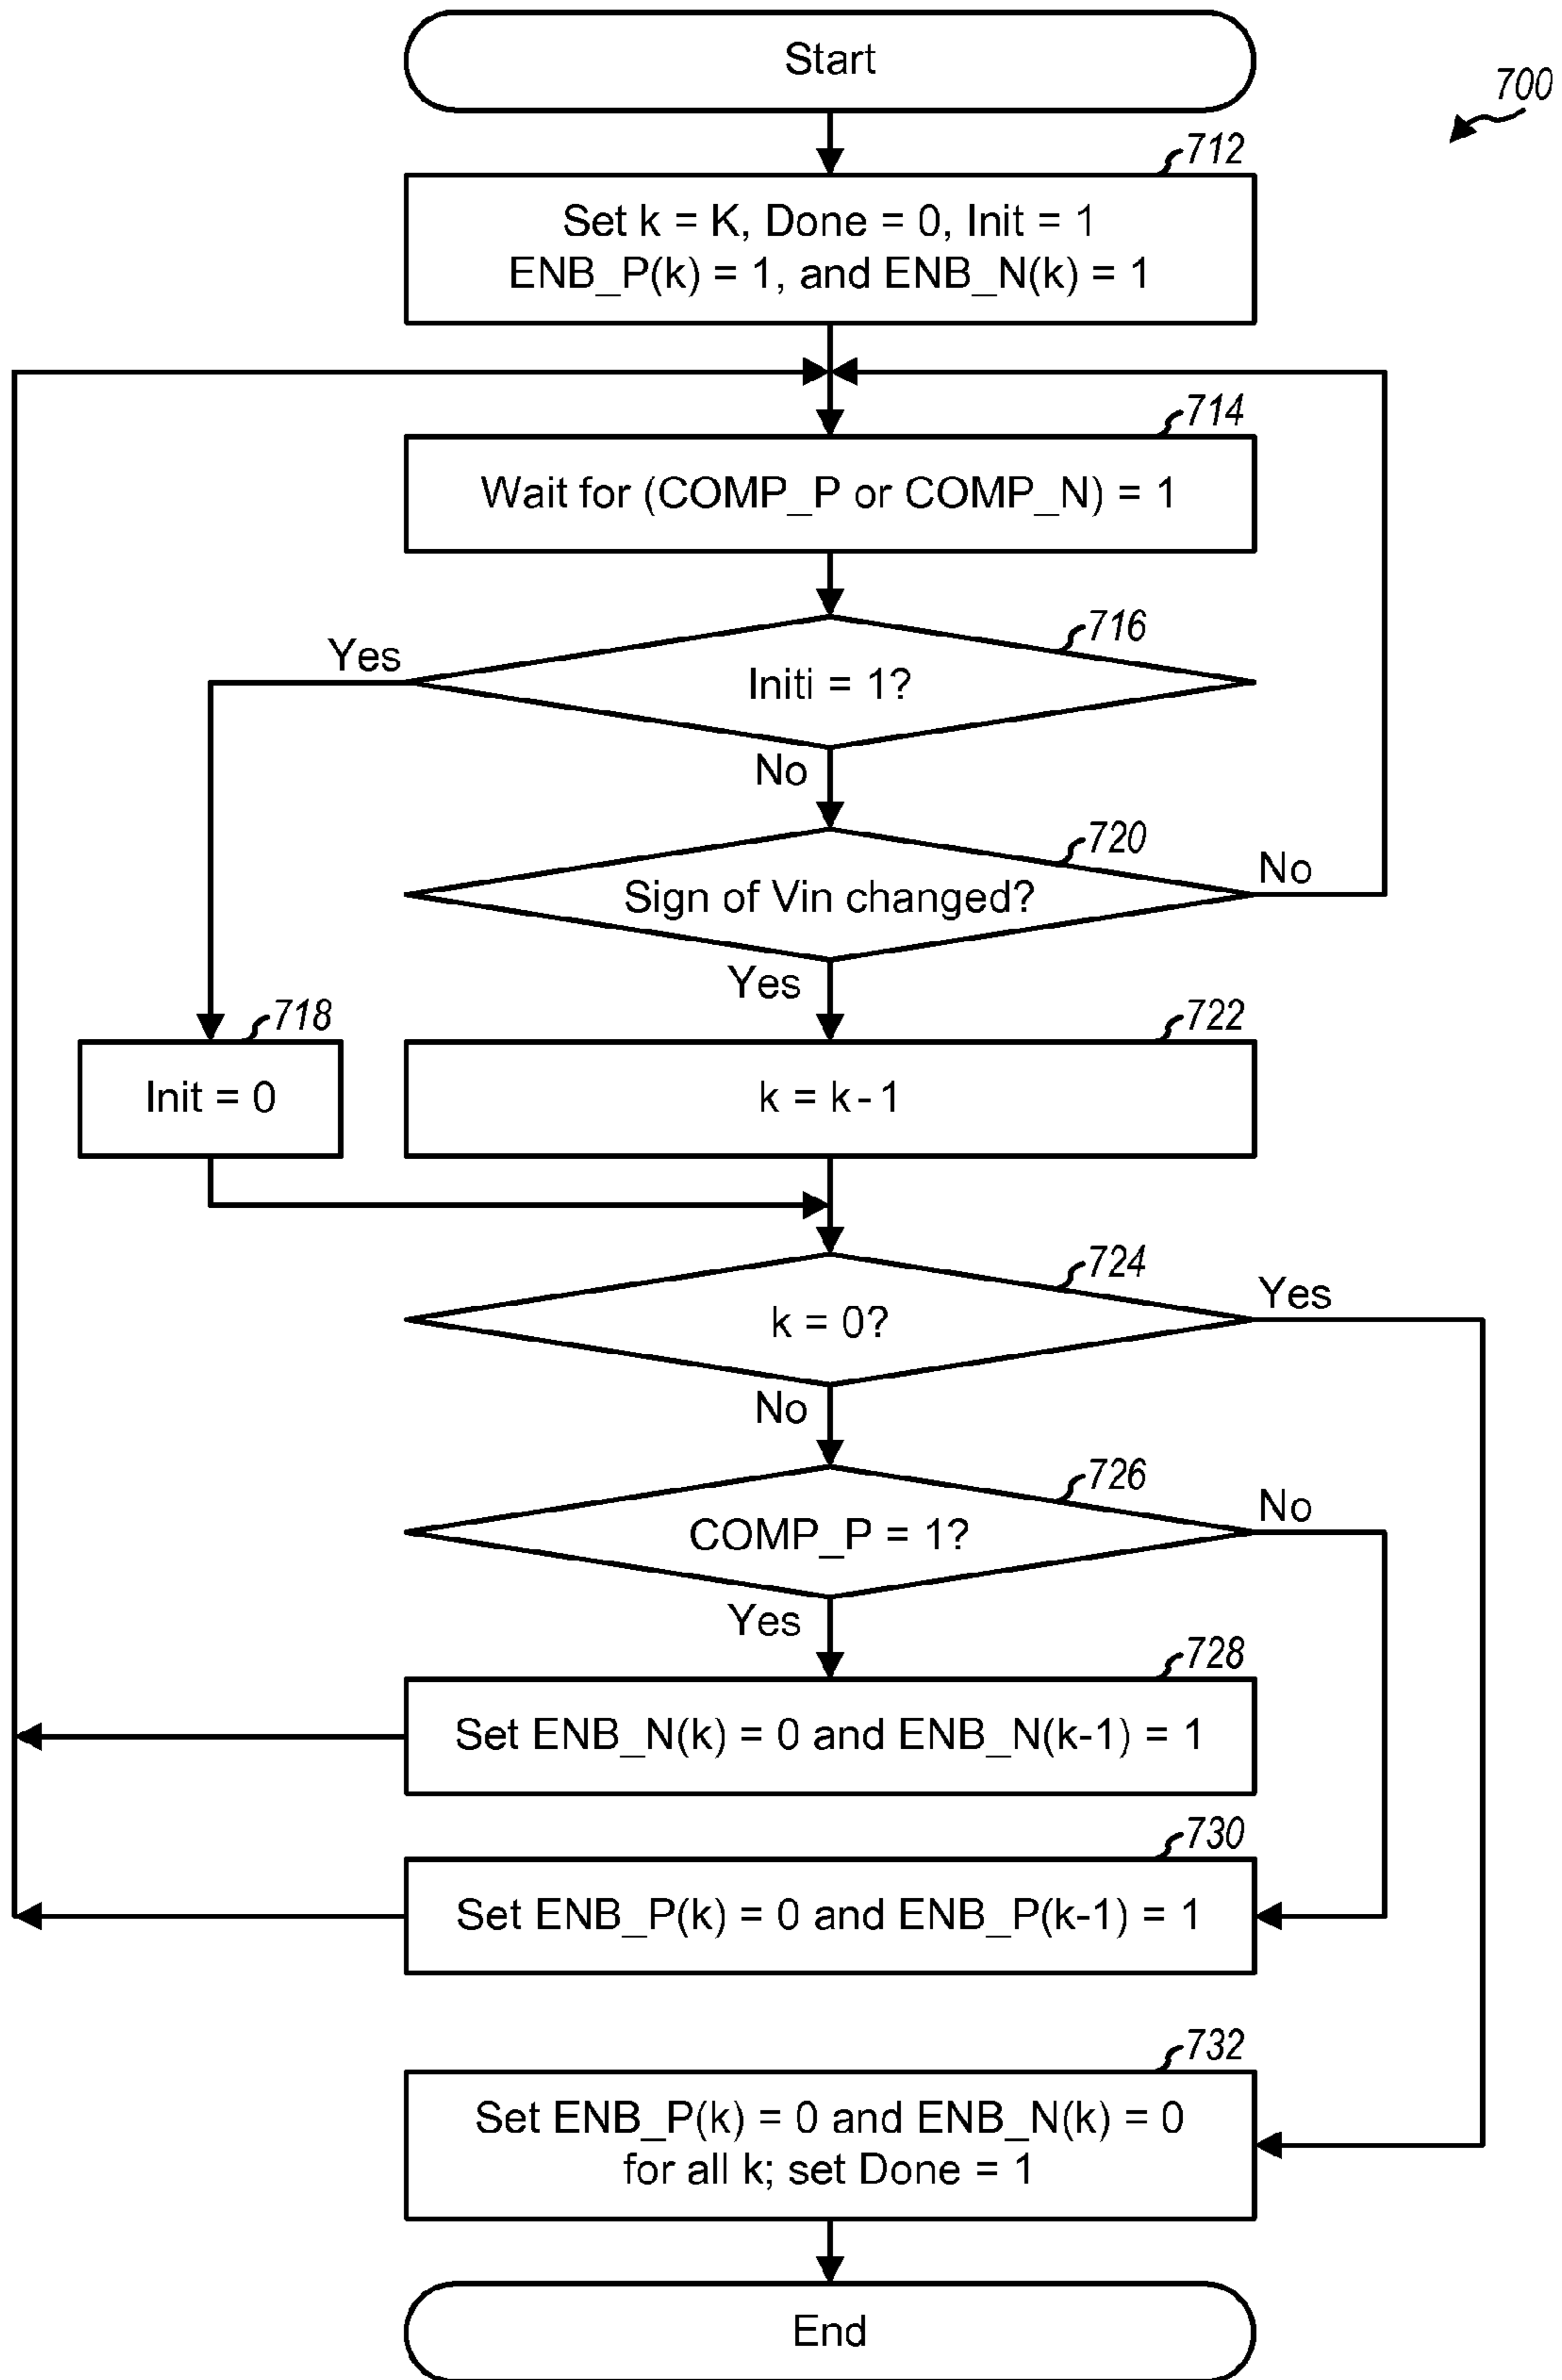 Start
700
712
Set k = K, Done = 0, Init = 1
ENB_P(k) = 1, and ENB_N(k) = 1
714
Wait for (COMP_P or COMP_N) = 1
716
Yes
Initi = 1?
No
720
Sign of Vin changed?
No
Yes
718
722
Init = 0
k = k - 1
724
Yes
k = 0?
No
726
No
COMP_P = 1?
Yes
728
Set ENB_N(k) = 0 and ENB_N(k-1) = 1
730
Set ENB_P(k) = 0 and ENB_P(k-1) = 1
732
Set ENB_P(k) = 0 and ENB_N(k) = 0
for all k; set Done = 1
End